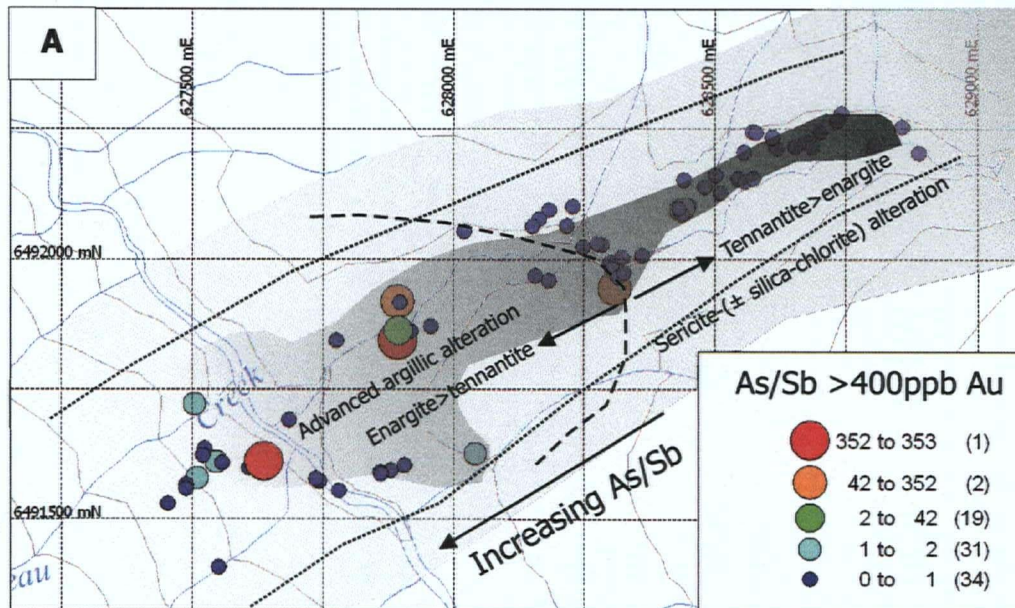 A
627500 mE
628000 mE
628500 mE
629000 mE
6492000 mN
6491500 mN
Tennantite>enargite
Sericite-(± silica-chlorite) alteration
Advanced argillic alteration
Enargite>tennantite
Increasing As/Sb
Creek
eau
As/Sb >400ppb Au
352 to 353 (1)
42 to 352 (2)
2 to 42 (19)
1 to 2 (31)
0 to 1 (34)